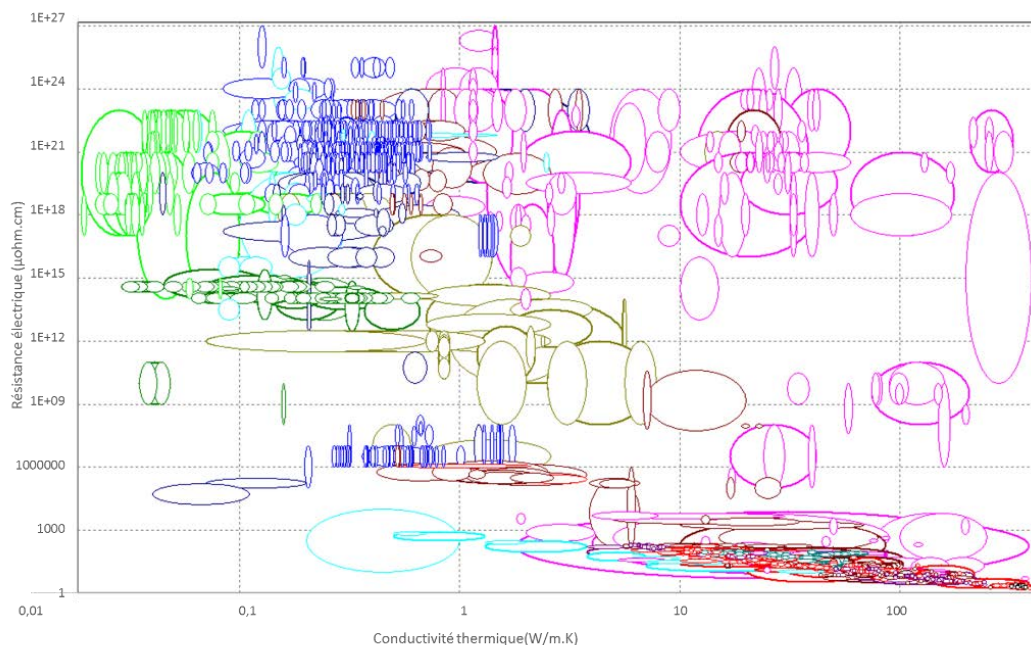 1E+27
1E+24
1E+21
1E+18
1E+15
1E+12
1E+09
1000000
1000
1
Résistance électrique (µohm.cm)
0,01
0,1
1
10
100
Conductivité thermique(W/m.K)